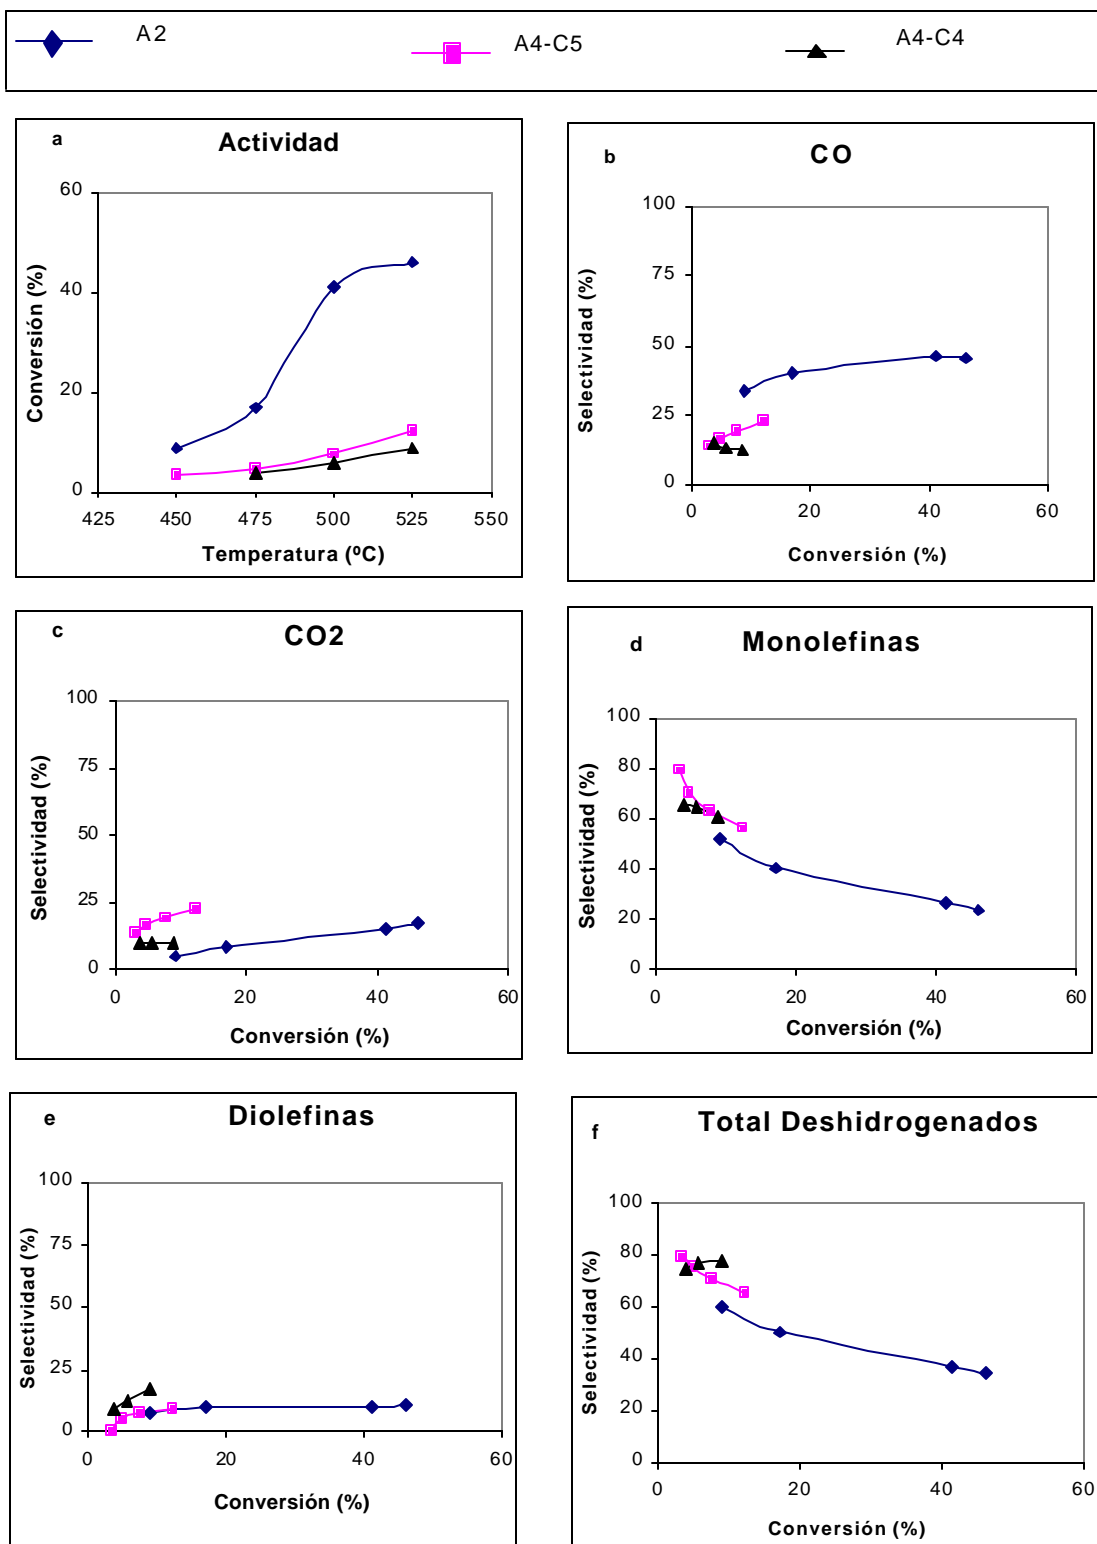 A2 A4-C5 A4-C4
a Actividad
Conversión (%)
60
40
20
0
425 450 475 500 525 550
Temperatura (ºC)
b CO
Selectividad (%)
100
75
50
25
0
0 20 40 60
Conversión (%)
c CO2
Selectividad (%)
100
75
50
25
0
0 20 40 60
Conversión (%)
d Monolefinas
Selectividad (%)
100
80
60
40
20
0
0 20 40 60
Conversión (%)
e Diolefinas
Selectividad (%)
100
75
50
25
0
0 20 40 60
Conversión (%)
f Total Deshidrogenados
Selectividad (%)
100
80
60
40
20
0
0 20 40 60
Conversión (%)